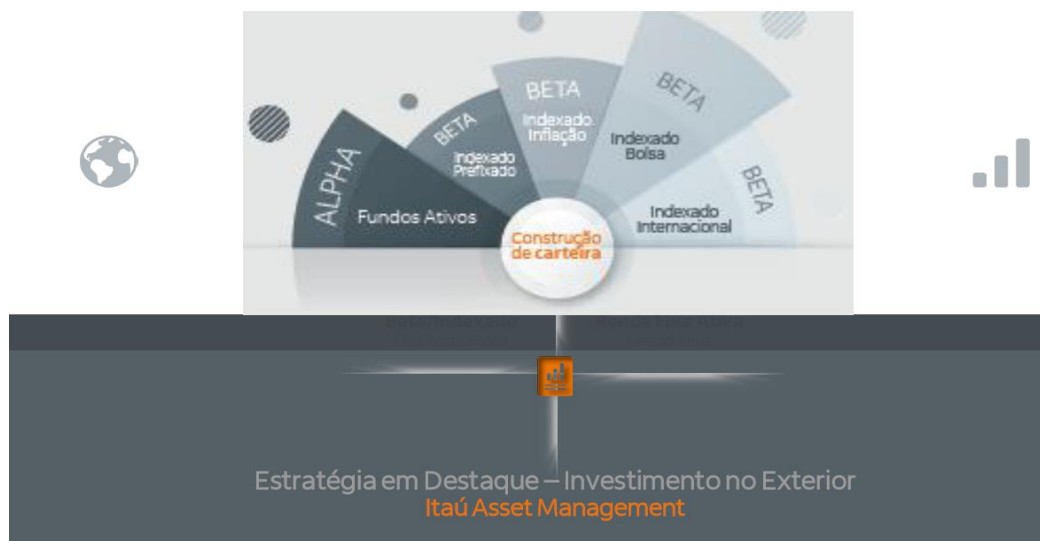 ALPHA
Fundos Ativos
BETA
Indexado
Prefixado
BETA
Indexado
Inflação
BETA
Indexado
Bolsa
BETA
Indexado
Internacional
Construção
de carteira
Estratégia em Destaque – Investimento no Exterior
Itaú Asset Management